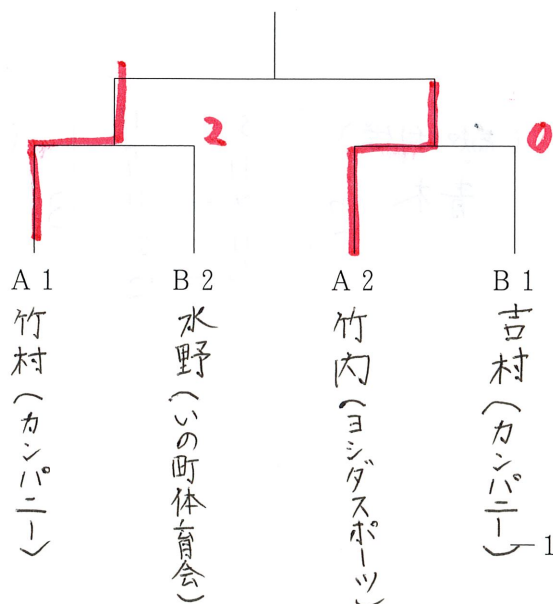 2
0
A 1
B 2
A 2
B 1
竹村(カンパニー)
水野(いの町体育会)
竹内(ヨシダスポーツ)
吉村(カンパニー)
1